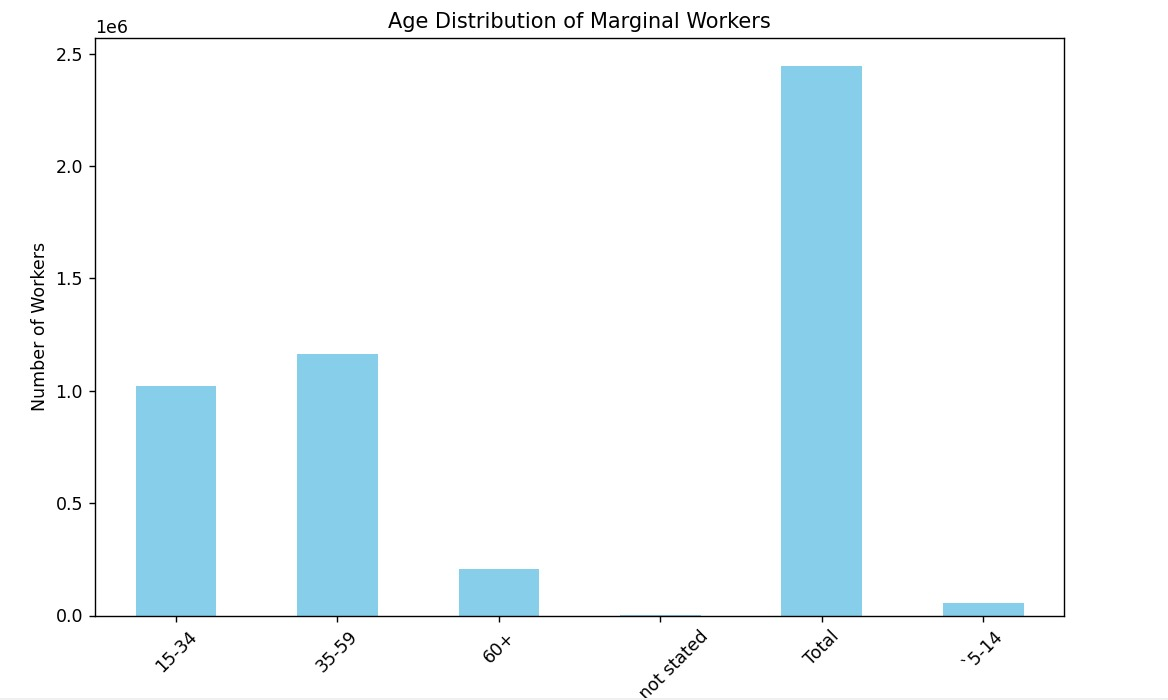 Age Distribution of Marginal Workers
1e6
Number of Workers
2.5
2.0
1.5
1.0
0.5
0.0
15-34
35-59
60+
not stated
Total
`5-14